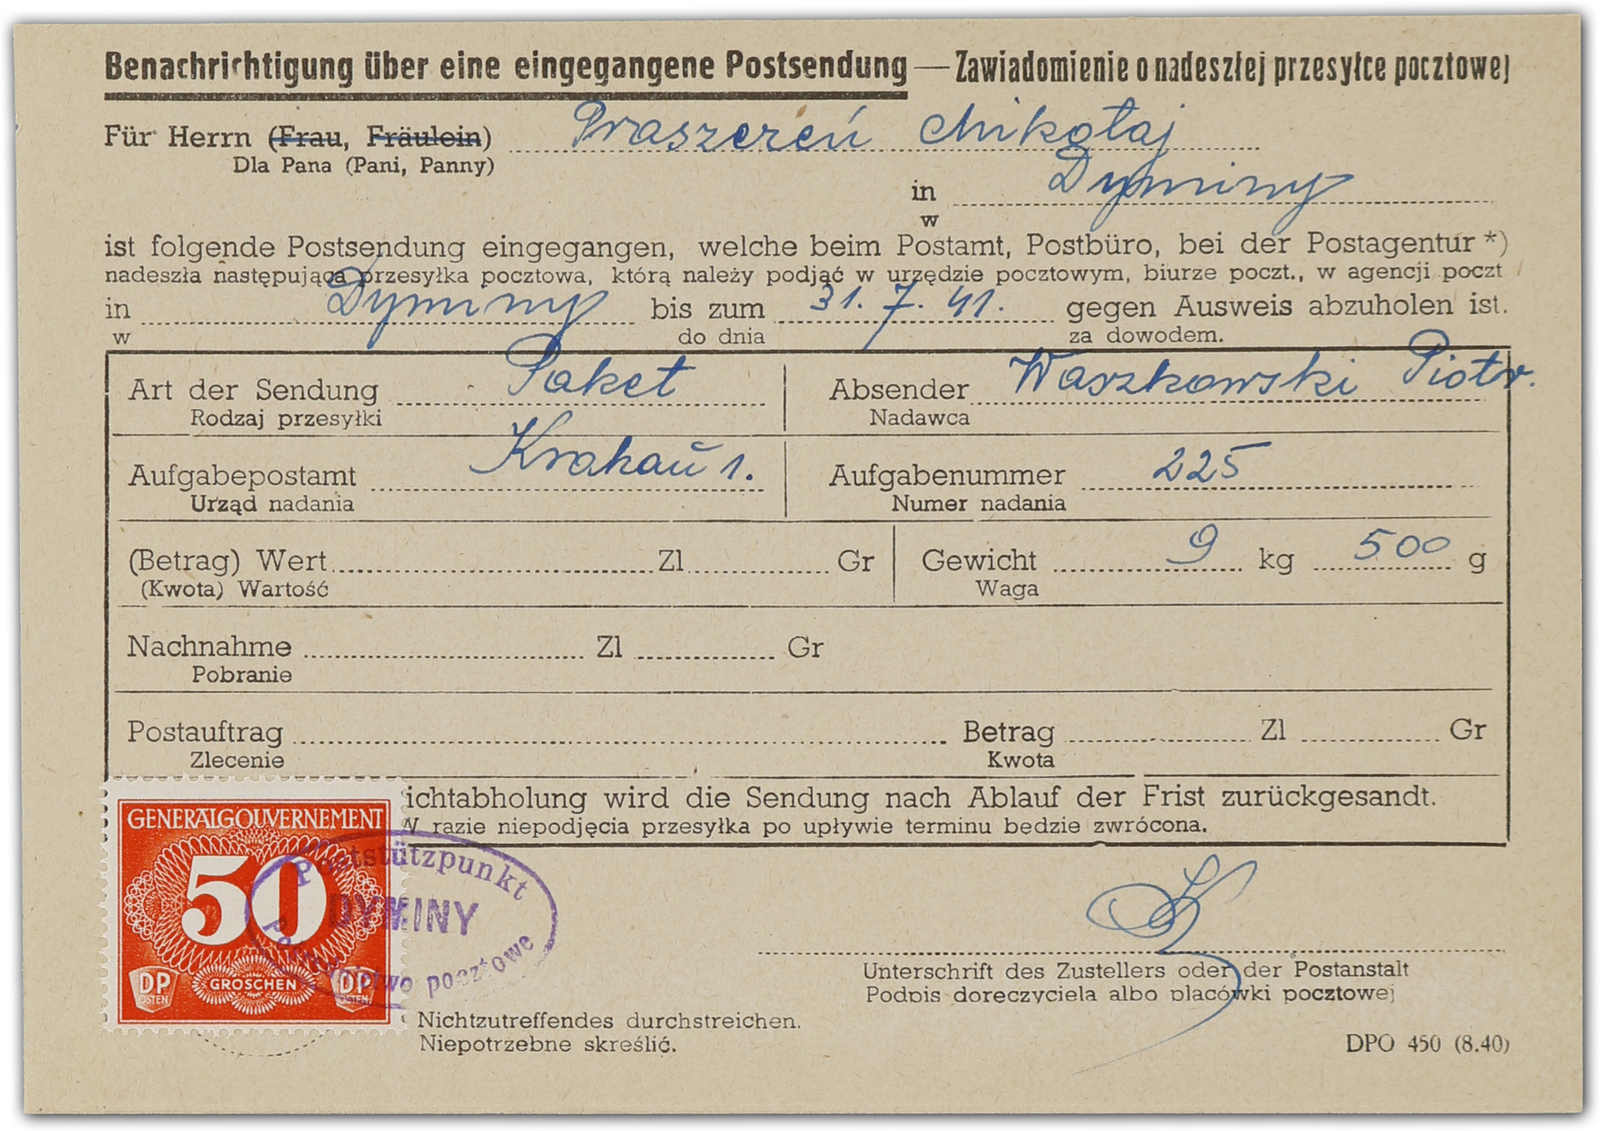 Benachrichtigung über eine eingegangene Postsendung — Zawiadomienie o nadeszłej przesyłce pocztowej
Für Herrn (Frau, Fräulein) Praszereń Mikołaj
Dla Pana (Pani, Panny)
in Dyminy
w
ist folgende Postsendung eingegangen, welche beim Postamt, Postbüro, bei der Postagentur *)
nadeszła następująca przesyłka pocztowa, którą należy podjąć w urzędzie pocztowym, biurze poczt., w agencji poczt
in Dyminy bis zum 31. 7. 41. gegen Ausweis abzuholen ist.
w do dnia za dowodem.
Art der Sendung Paket Absender Waszkowski Piotr.
Rodzaj przesyłki Nadawca
Aufgabepostamt Krakau 1. Aufgabenummer 225
Urząd nadania Numer nadania
(Betrag) Wert Zl Gr Gewicht 9 kg 500 g
(Kwota) Wartość Waga
Nachnahme Zl Gr
Pobranie
Postauftrag Betrag Zl Gr
Zlecenie Kwota
ichtabholung wird die Sendung nach Ablauf der Frist zurückgesandt.
W razie niepodjęcia przesyłka po upływie terminu będzie zwrócona.
GENERALGOUVERNEMENT
50
GROSCHEN
DP OSTEN
DP OSTEN
Poststützpunkt
DYMINY
pocztowe
Unterschrift des Zustellers oder der Postanstalt
Podpis doręczyciela albo placówki pocztowej
Nichtzutreffendes durchstreichen.
Niepotrzebne skreślić.
DPO 450 (8.40)